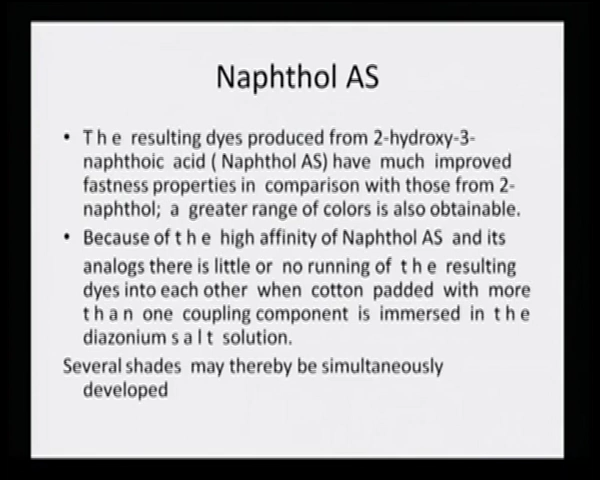 Naphthol AS
• T h e resulting dyes produced from 2-hydroxy-3-
naphthoic acid ( Naphthol AS) have much improved
fastness properties in comparison with those from 2-
naphthol; a greater range of colors is also obtainable.
• Because of t h e high affinity of Naphthol AS and its
analogs there is little or no running of t h e resulting
dyes into each other when cotton padded with more
t h a n one coupling component is immersed in t h e
diazonium s a l t solution.
Several shades may thereby be simultaneously
developed